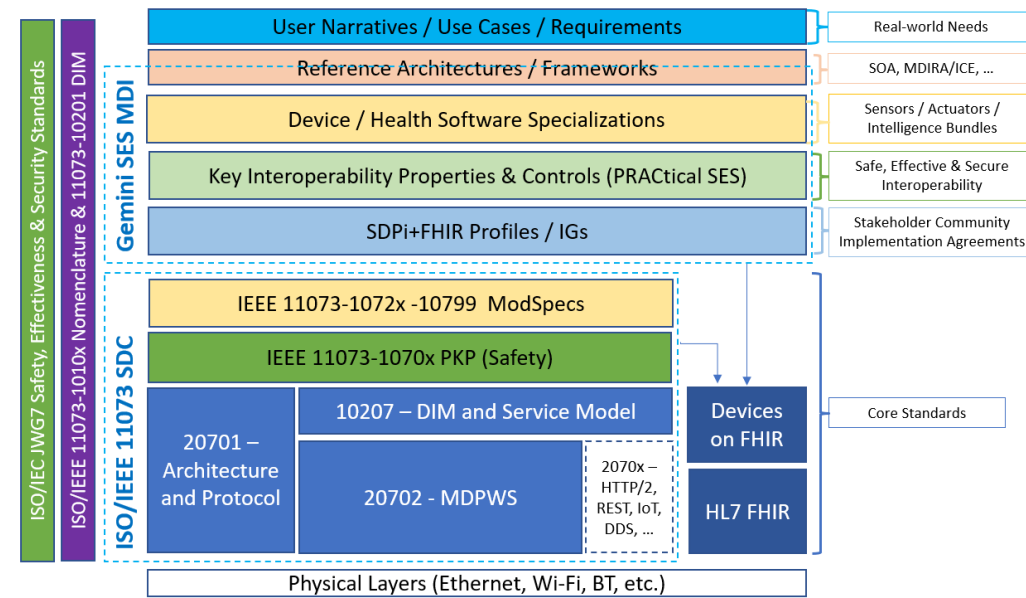 ISO/IEC JWG7 Safety, Effectiveness & Security Standards
ISO/IEEE 11073-1010x Nomenclature & 11073-10201 DIM
User Narratives / Use Cases / Requirements
Real-world Needs
Reference Architectures / Frameworks
SOA, MDIRA/ICE, ...
Gemini SES MDI
Device / Health Software Specializations
Sensors / Actuators /
Intelligence Bundles
Key Interoperability Properties & Controls (PRACtical SES)
Safe, Effective & Secure
Interoperability
SDPi+FHIR Profiles / IGs
Stakeholder Community
Implementation Agreements
ISO/IEEE 11073 SDC
IEEE 11073-1072x -10799  ModSpecs
IEEE 11073-1070x PKP (Safety)
20701 –
Architecture
and Protocol
10207 – DIM and Service Model
20702 - MDPWS
2070x –
HTTP/2,
REST, IoT,
DDS, ...
Devices
on FHIR
HL7 FHIR
Core Standards
Physical Layers (Ethernet, Wi-Fi, BT, etc.)